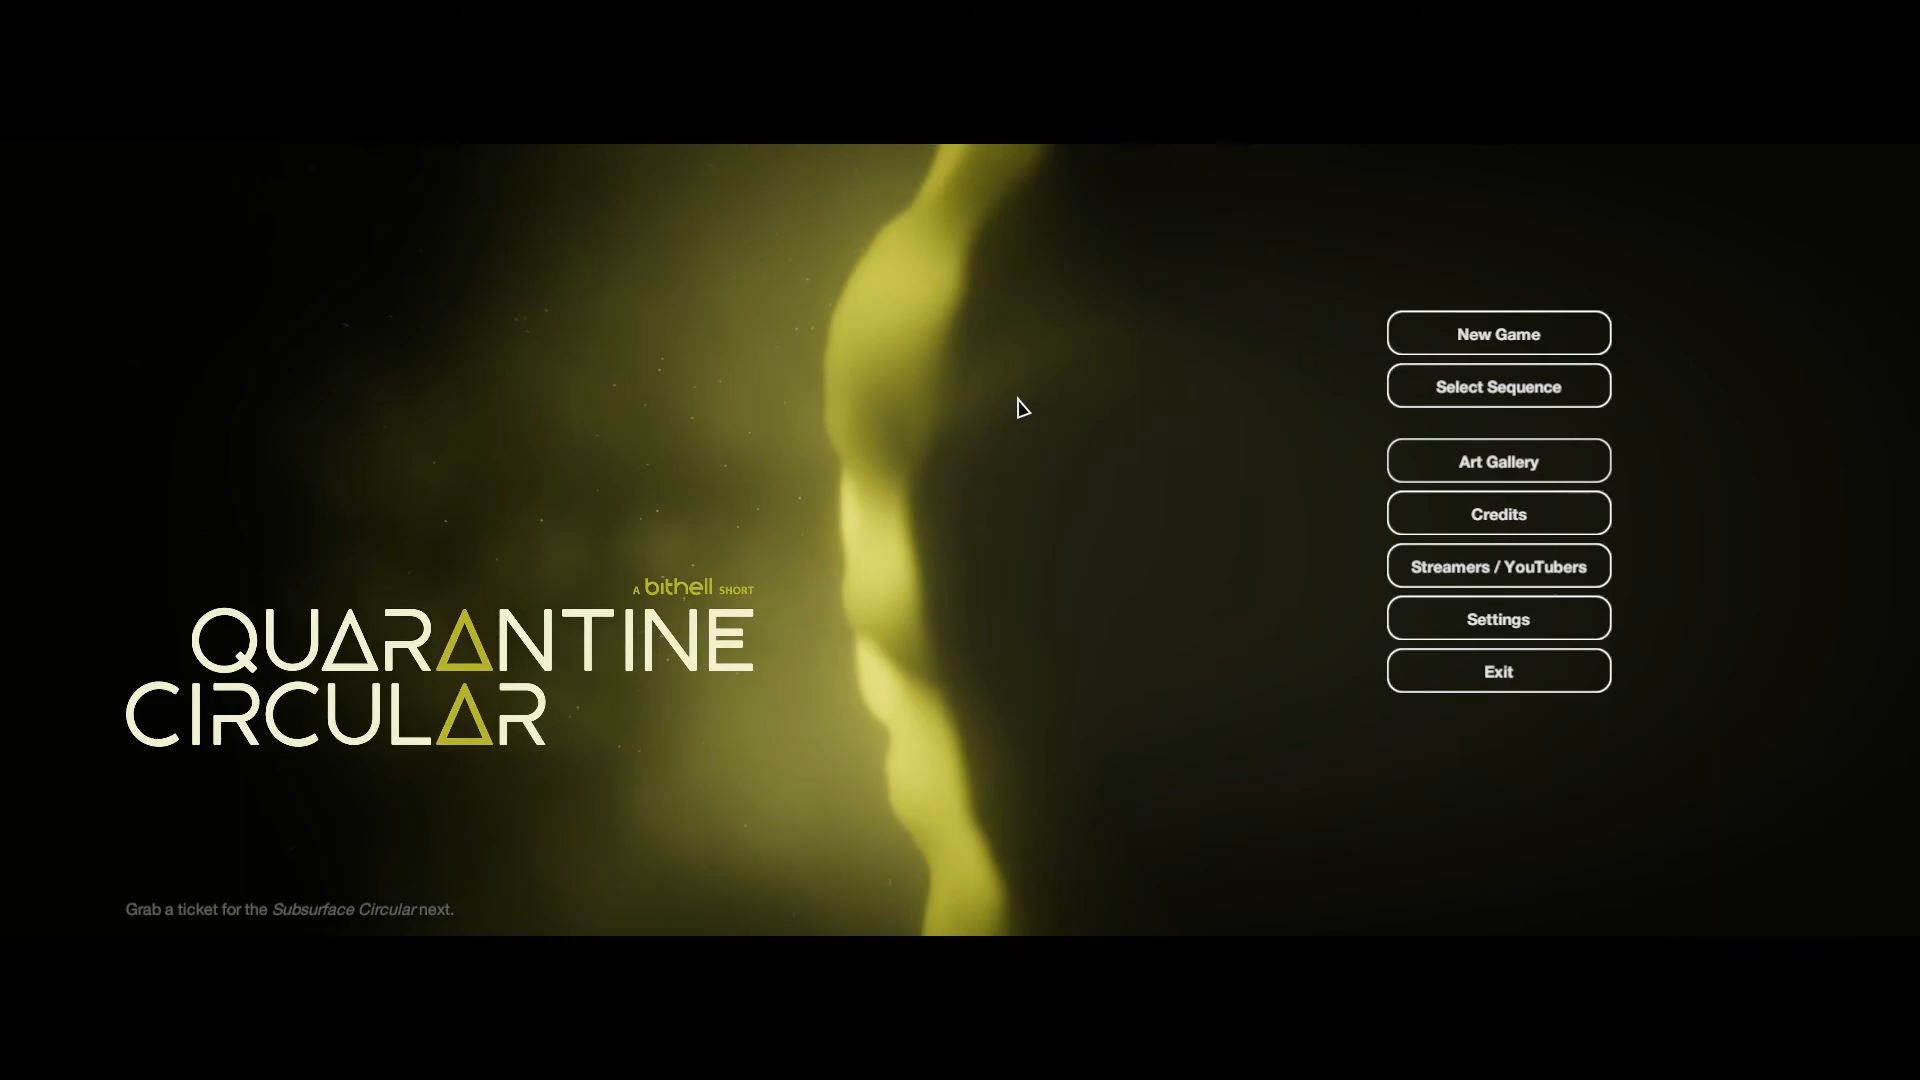 A bithell SHORT
QUARANTINE
CIRCULAR
Grab a ticket for the Subsurface Circular next.
New Game
Select Sequence
Art Gallery
Credits
Streamers / YouTubers
Settings
Exit